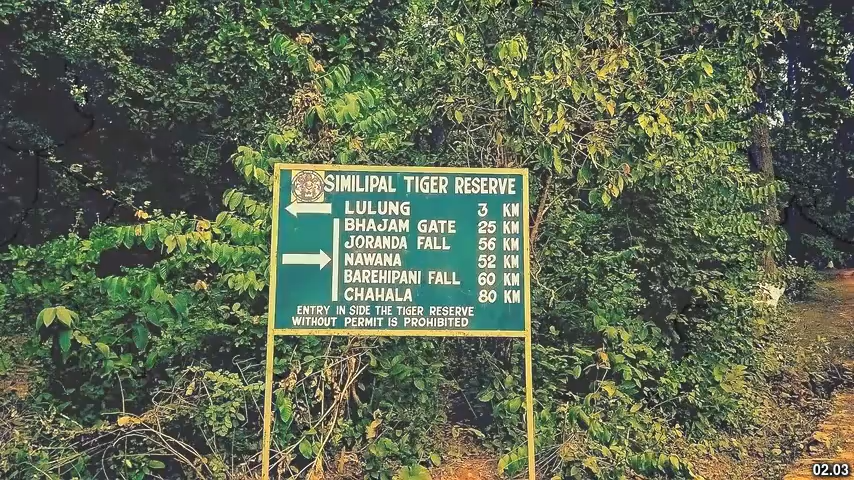 SIMILIPAL TIGER RESERVE
LULUNG 3 KM
BHAJAM GATE 25 KM
JORANDA FALL 56 KM
NAWANA 52 KM
BAREHIPANI FALL 60 KM
CHAHALA 80 KM
ENTRY IN SIDE THE TIGER RESERVE
WITHOUT PERMIT IS PROHIBITED
02.03